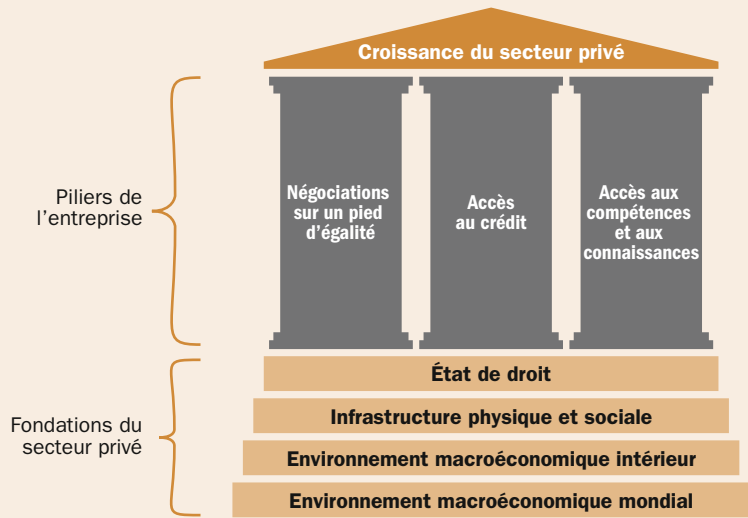 Croissance du secteur privé
Piliers de
l'entreprise
Négociations
sur un pied
d'égalité
Accès
au crédit
Accès aux
compétences
et aux
connaissances
Fondations du
secteur privé
État de droit
Infrastructure physique et sociale
Environnement macroéconomique intérieur
Environnement macroéconomique mondial